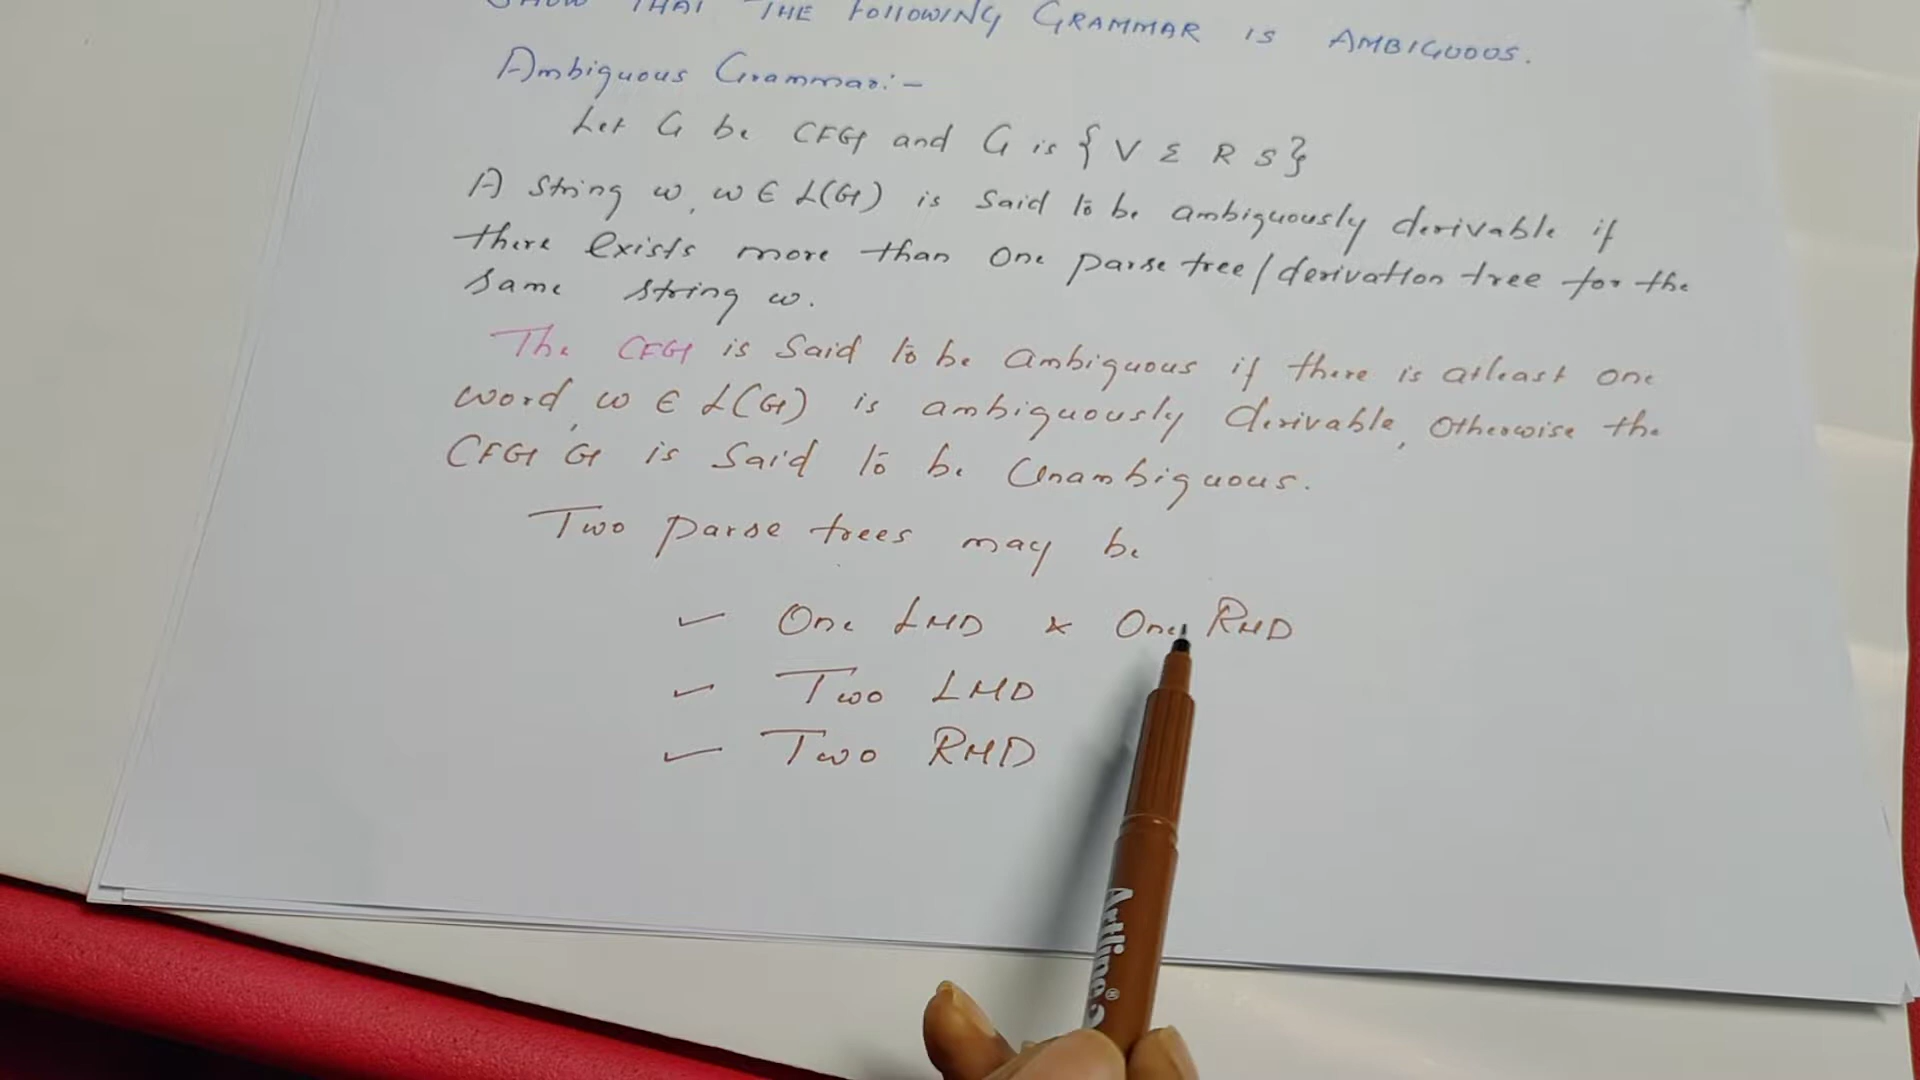 SHOW THAT THE FOllOWING GRAMMAR IS AMBIGUOUS.
Ambiguous Grammar:-
Let G be CFG and G is { V Σ R S}
A string w, w ∈ L(G) is said to be ambiguously derivable if
there exists more than one parse tree/derivation tree for the
same string w.
The CFG is said to be ambiguous if there is atleast one
word, w ∈ L(G) is ambiguously derivable, otherwise the
CFG G is said to be Unambiguous.
Two parse trees may be
One LMD * One RMD
Two LMD
Two RMD
Artline®